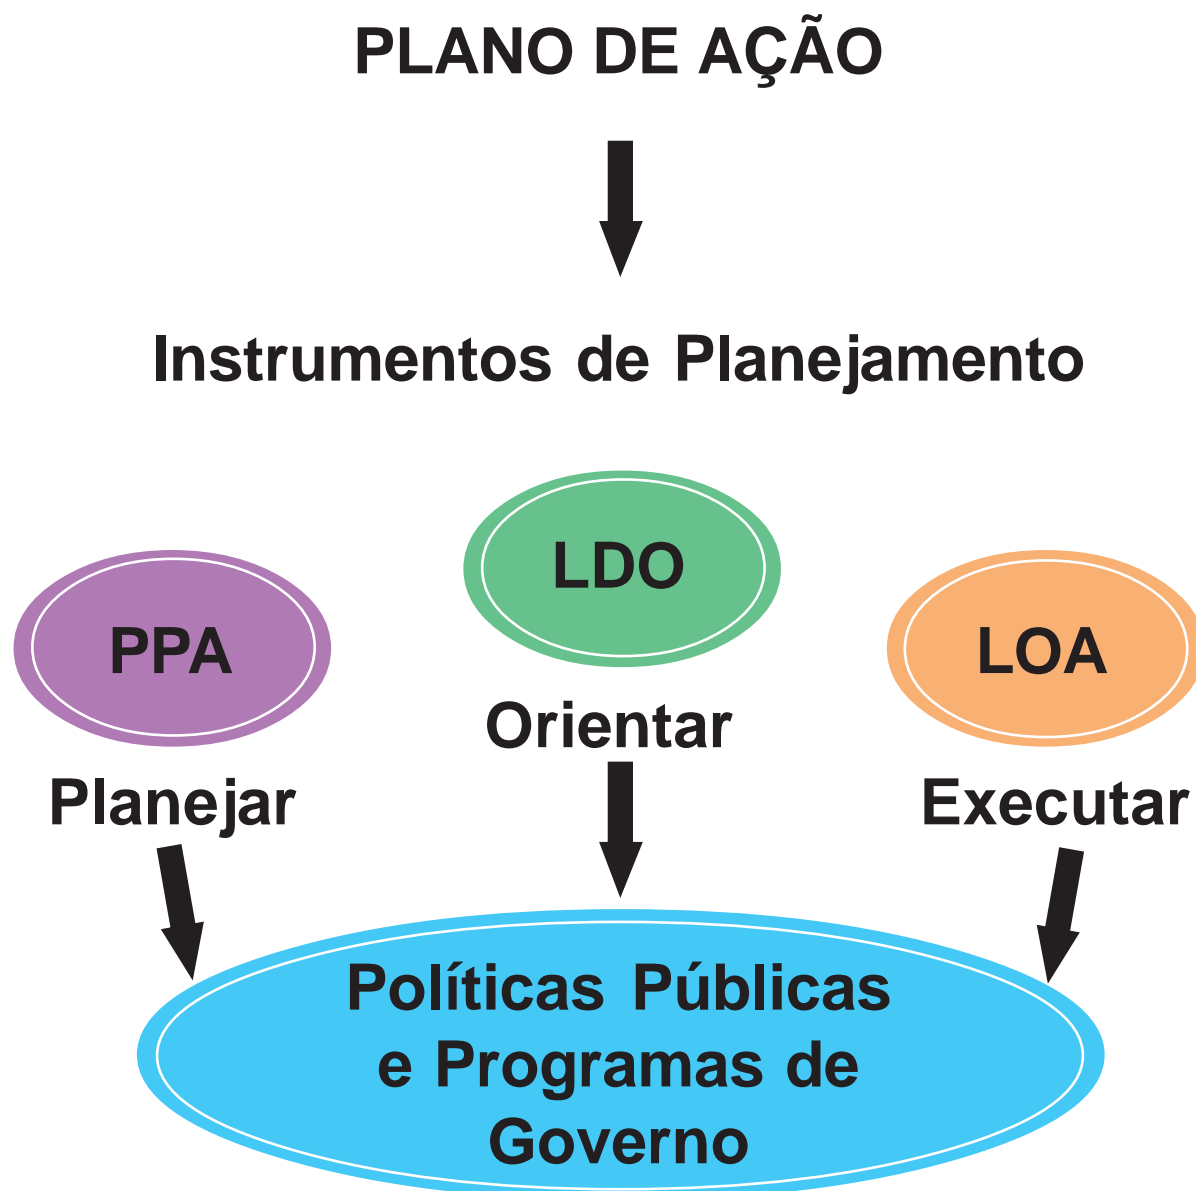 PLANO DE AÇÃO
Instrumentos de Planejamento
PPA
Planejar
LDO
Orientar
LOA
Executar
Políticas Públicas
e Programas de
Governo